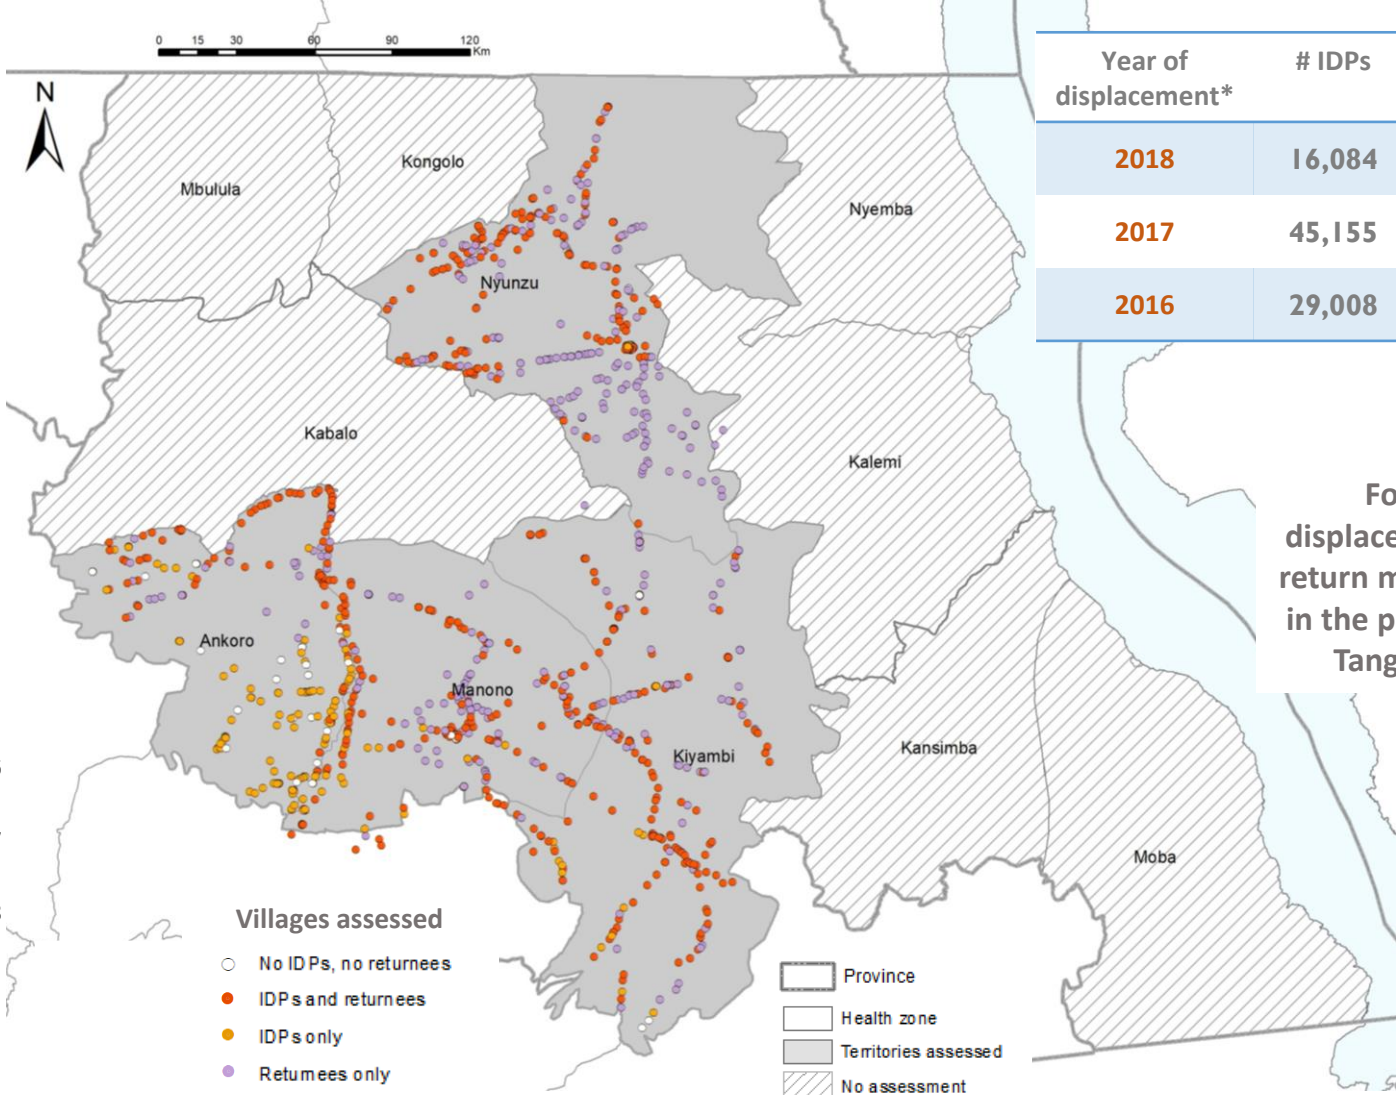 0 15 30 60 90 120
Km
N
Year of
displacement*
# IDPs
2018 16,084
2017 45,155
2016 29,008
Mbulula
Kongolo
Nyemba
Nyunzu
Kabalo
Kalemi
Ankoro
Manono
Kiyambi
Kansimba
Moba
Fo
displace
return m
in the p
Tang
Villages assessed
No IDPs, no returnees
IDPs and returnees
IDPs only
Returnees only
Province
Health zone
Territories assessed
No assessment